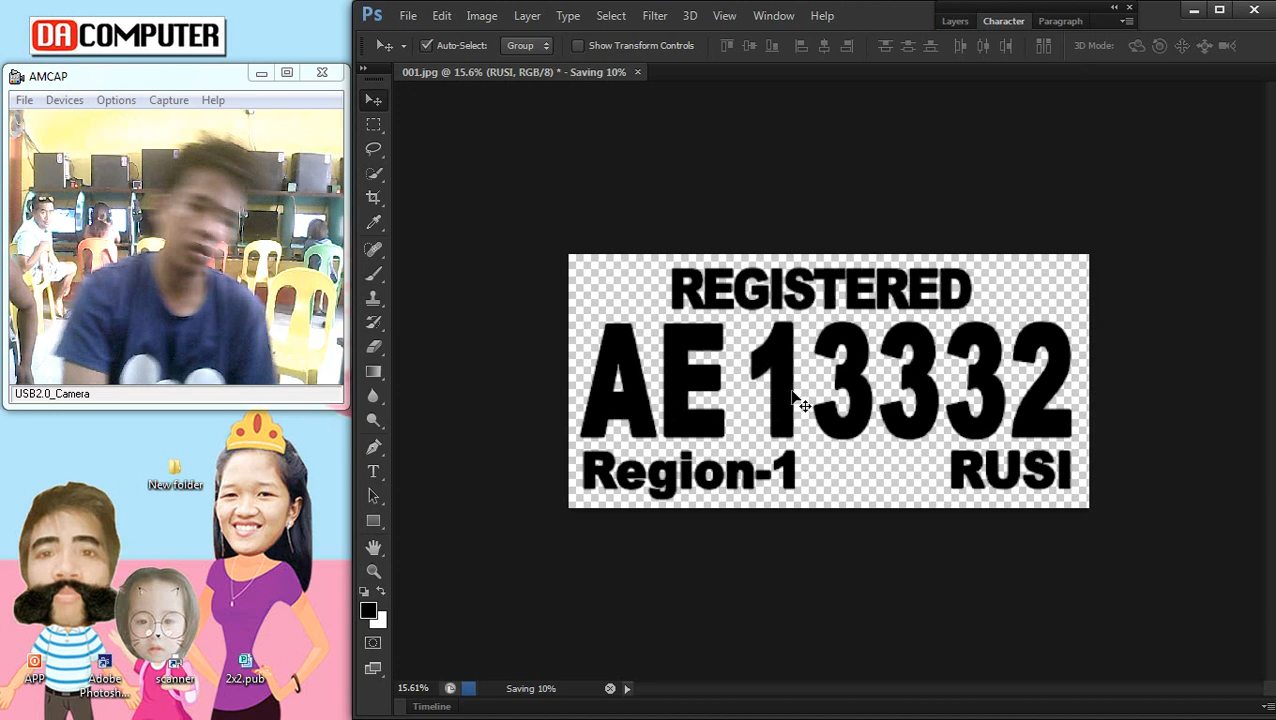 DACOMPUTER
AMCAP
File Devices Options Capture Help
USB2.0_Camera
New folder
APP
Adobe Photosh...
scanner
2x2.pub
Ps File Edit Image Layer Type Select Filter 3D View Window Help
Layers Character Paragraph
Auto-Select: Group Show Transform Controls 3D Mode:
001.jpg @ 15.6% (RUSI, RGB/8) * - Saving 10% ×
REGISTERED
AE 13332
Region-1 RUSI
15.61% Saving 10%
Timeline